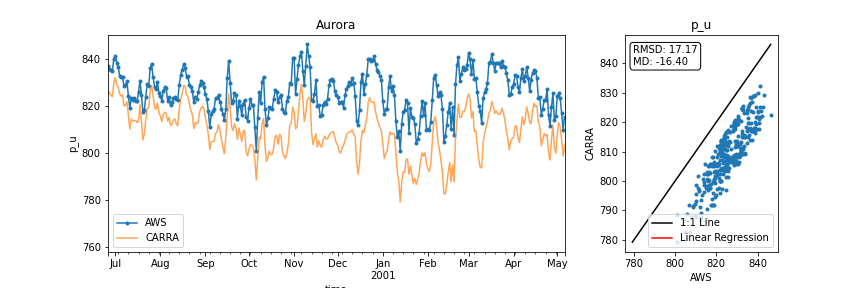 Aurora
840
820
800
780
760
p_u
AWS
CARRA
Jul
Aug
Sep
Oct
Nov
Dec
Jan
2001
Feb
Mar
Apr
May
time
p_u
RMSD: 17.17
MD: -16.40
840
830
820
810
800
790
780
CARRA
1:1 Line
Linear Regression
780
800
820
840
AWS